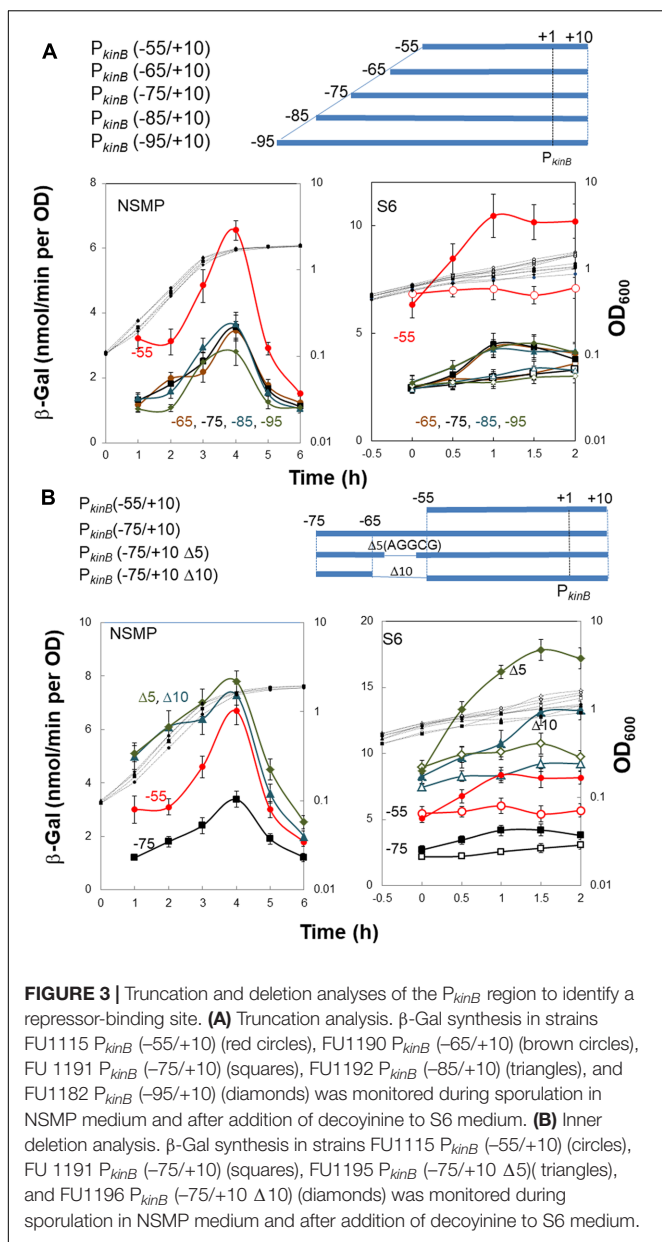 A
P kinB (-55/+10)
P kinB (-65/+10)
P kinB (-75/+10)
P kinB (-85/+10)
P kinB (-95/+10)
-55
-65
-75
-85
-95
+1 +10
P kinB
β-Gal (nmol/min per OD)
NSMP
8
6
4
2
0
10
1
0.1
0.01
0 1 2 3 4 5 6
-55
-65, -75, -85, -95
S6
10
5
0
10
1
0.1
0.01
-0.5 0 0.5 1 1.5 2
-55
-65, -75, -85, -95
OD600
Time (h)
B
P kinB (-55/+10)
P kinB (-75/+10)
P kinB (-75/+10 Δ5)
P kinB (-75/+10 Δ10)
-75 -65 -55 +1 +10
Δ5(AGGCG)
Δ10
P kinB
β-Gal (nmol/min per OD)
NSMP
10
8
6
4
2
0
10
1
0.1
0.01
0 1 2 3 4 5 6
Δ5, Δ10
-55
-75
S6
20
15
10
5
0
10
1
0.1
0.01
-0.5 0 0.5 1 1.5 2
Δ5
Δ10
-55
-75
OD600
Time (h)
FIGURE 3 | Truncation and deletion analyses of the PkinB region to identify a
repressor-binding site. (A) Truncation analysis. β-Gal synthesis in strains
FU1115 PkinB (–55/+10) (red circles), FU1190 PkinB (–65/+10) (brown circles),
FU 1191 PkinB (–75/+10) (squares), FU1192 PkinB (–85/+10) (triangles), and
FU1182 PkinB (–95/+10) (diamonds) was monitored during sporulation in
NSMP medium and after addition of decoyinine to S6 medium. (B) Inner
deletion analysis. β-Gal synthesis in strains FU1115 PkinB (–55/+10) (circles),
FU 1191 PkinB (–75/+10) (squares), FU1195 PkinB (–75/+10 Δ5)( triangles),
and FU1196 PkinB (–75/+10 Δ10) (diamonds) was monitored during
sporulation in NSMP medium and after addition of decoyinine to S6 medium.